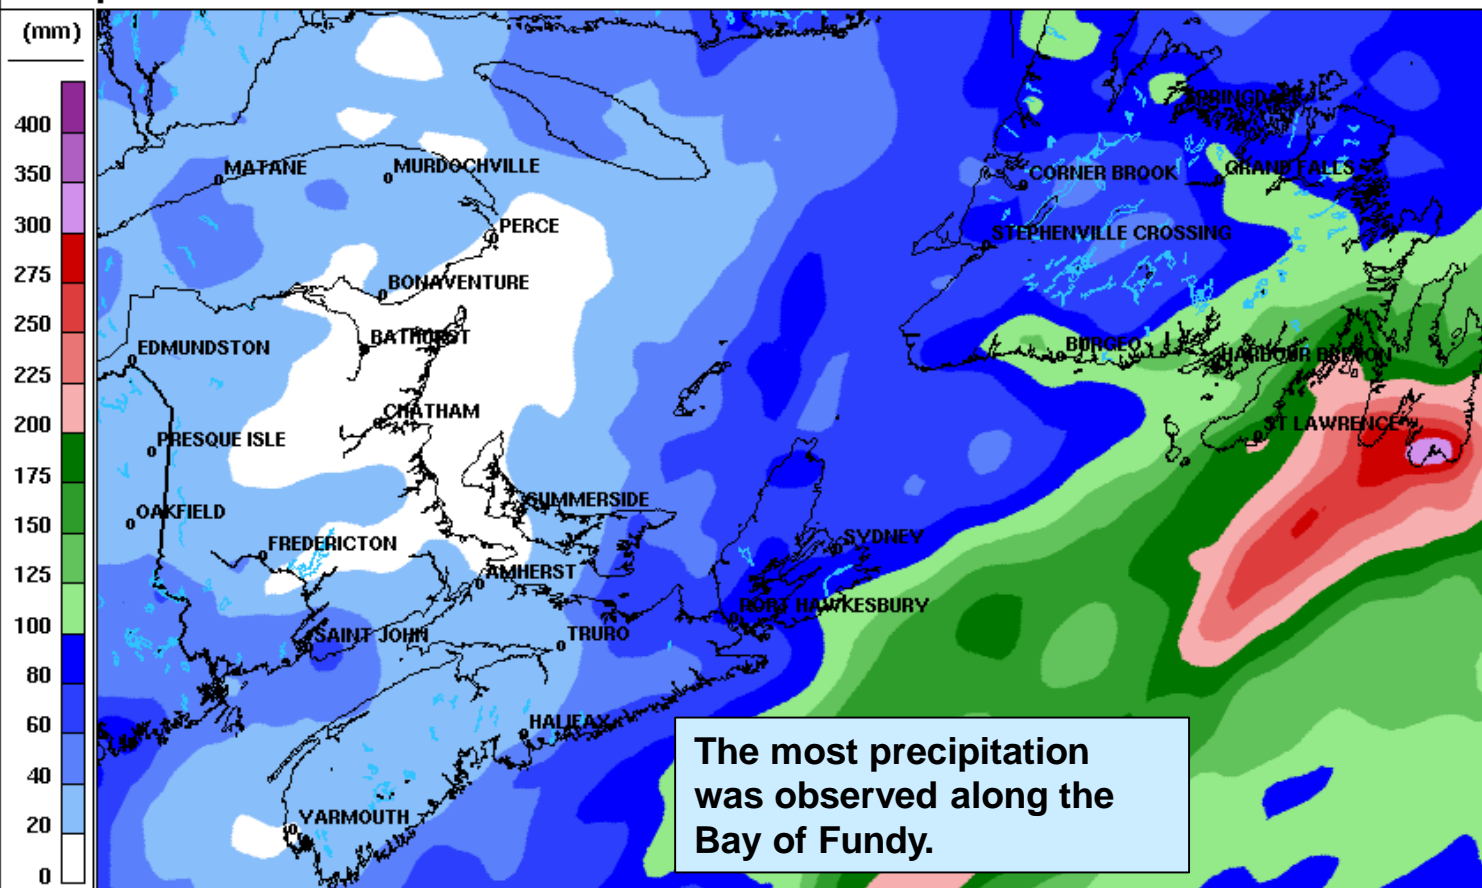 (mm)
400
350
300
275
250
225
200
175
150
125
100
80
60
40
20
0
SPRINGDALE
MATANE
MURDOCHVILLE
CORNER BROOK
GRAND FALLS
PERCE
STEPHENVILLE CROSSING
BONAVENTURE
BATHURST
BURGEO
EDMUNDSTON
HARBOUR BRETON
CHATHAM
ST LAWRENCE
PRESQUE ISLE
SUMMERSIDE
OAKFIELD
SYDNEY
FREDERICTON
AMHERST
PORT HAWKESBURY
SAINT JOHN
TRURO
HALIFAX
YARMOUTH
The most precipitation
was observed along the
Bay of Fundy.